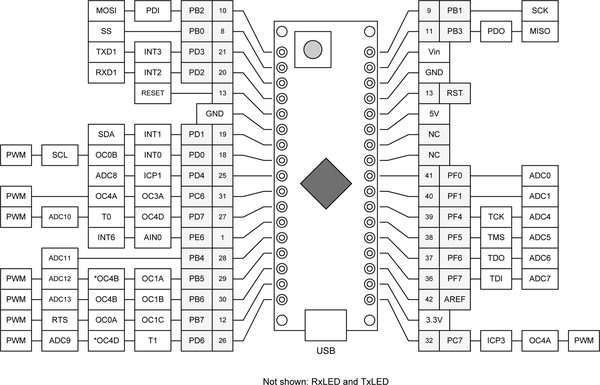 MOSI PDI PB2 10 9 PB1 SCK
SS PB0 8 11 PB3 PDO MISO
TXD1 INT3 PD3 21 Vin
RXD1 INT2 PD2 20 GND
RESET 13 13 RST
GND 5V
SDA INT1 PD1 19 NC
PWM SCL OC0B INT0 PD0 18 NC
ADC8 ICP1 PD4 25 41 PF0 ADC0
PWM OC4A OC3A PC6 31 40 PF1 ADC1
PWM ADC10 T0 OC4D PD7 27 39 PF4 TCK ADC4
INT6 AIN0 PE6 1 38 PF5 TMS ADC5
ADC11 PB4 28 37 PF6 TDO ADC6
PWM ADC12 *OC4B OC1A PB5 29 36 PF7 TDI ADC7
PWM ADC13 OC4B OC1B PB6 30 42 AREF
PWM RTS OC0A OC1C PB7 12 3.3V
PWM ADC9 *OC4D T1 PD6 26 32 PC7 ICP3 OC4A PWM
USB
Not shown: RxLED and TxLED